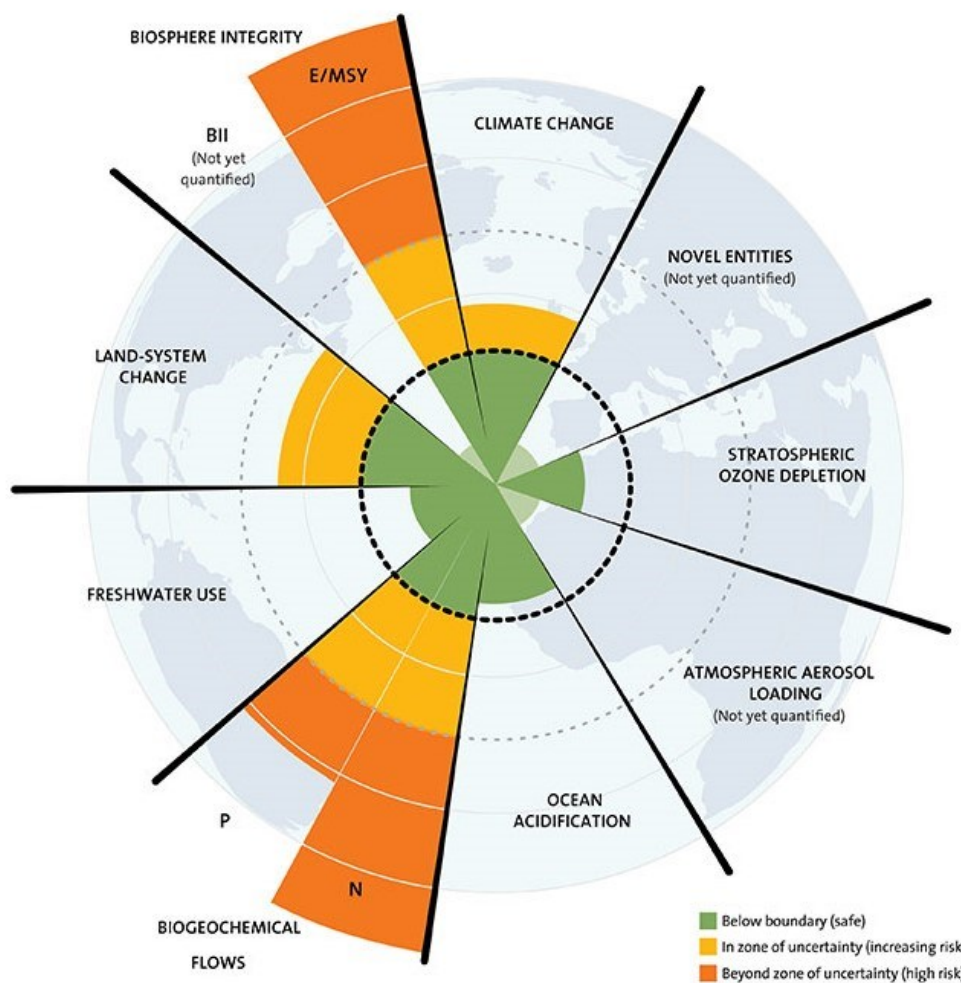 BIOSPHERE INTEGRITY
E/MSY
BII
(Not yet
quantified)
CLIMATE CHANGE
NOVEL ENTITIES
(Not yet quantified)
LAND-SYSTEM
CHANGE
STRATOSPHERIC
OZONE DEPLETION
FRESHWATER USE
ATMOSPHERIC AEROSOL
LOADING
(Not yet quantified)
OCEAN
ACIDIFICATION
P
N
BIOGEOCHEMICAL
FLOWS
Below boundary (safe)
In zone of uncertainty (increasing risk
Beyond zone of uncertainty (high risk)